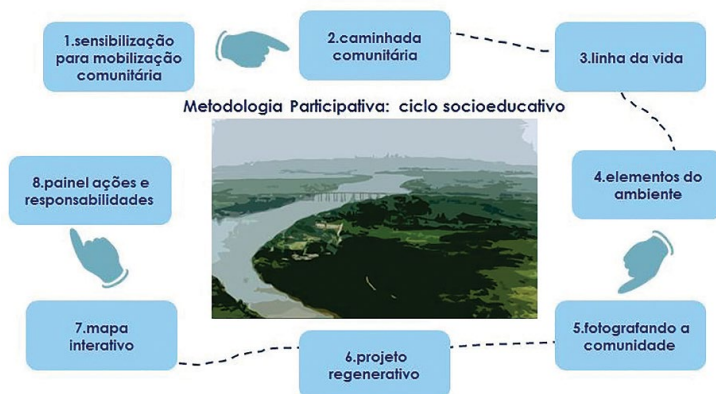 1.sensibilização
para mobilização
comunitária
2.caminhada
comunitária
3.linha da vida
Metodologia Participativa: ciclo socioeducativo
4.elementos do
ambiente
5.fotografando a
comunidade
6.projeto
regenerativo
7.mapa
interativo
8.painel ações e
responsabilidades